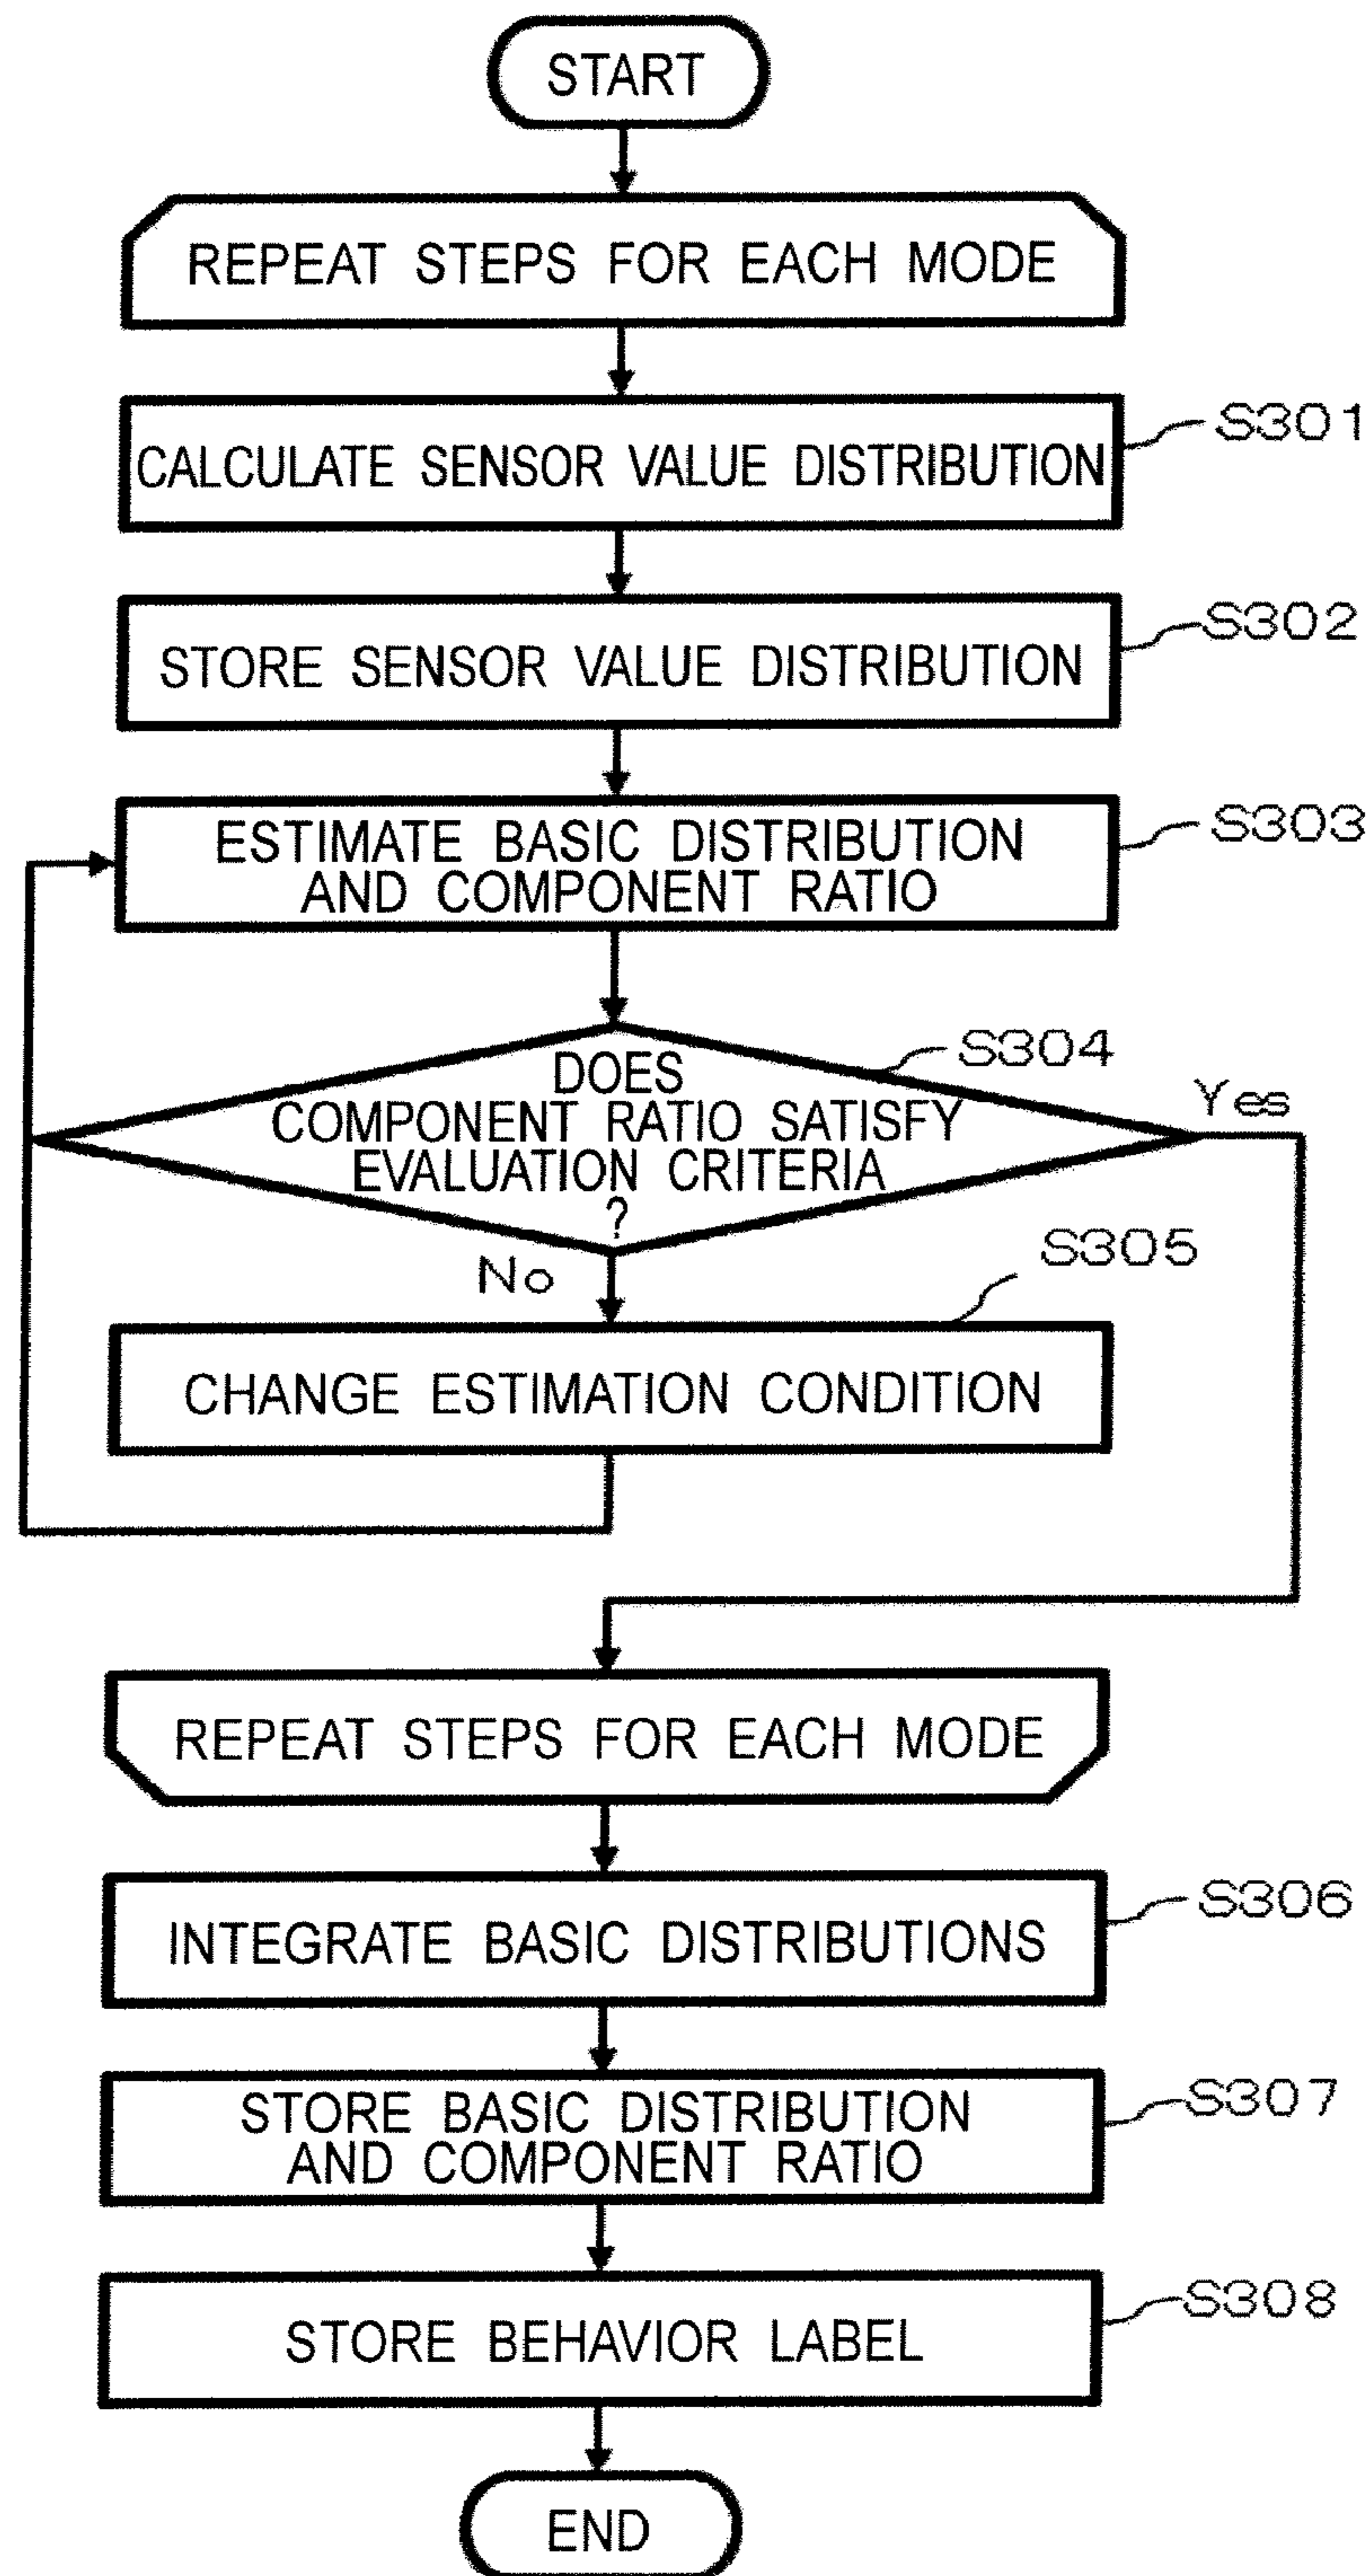 START
REPEAT STEPS FOR EACH MODE
CALCULATE SENSOR VALUE DISTRIBUTION
S301
STORE SENSOR VALUE DISTRIBUTION
S302
ESTIMATE BASIC DISTRIBUTION
AND COMPONENT RATIO
S303
DOES
COMPONENT RATIO SATISFY
EVALUATION CRITERIA
?
S304
Yes
No
S305
CHANGE ESTIMATION CONDITION
REPEAT STEPS FOR EACH MODE
INTEGRATE BASIC DISTRIBUTIONS
S306
STORE BASIC DISTRIBUTION
AND COMPONENT RATIO
S307
STORE BEHAVIOR LABEL
S308
END